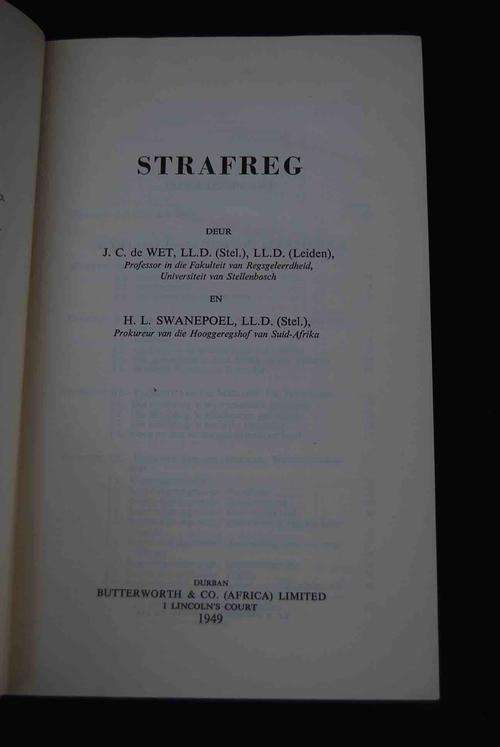 STRAFREG
DEUR
J. C. de WET, LL.D. (Stel.), LL.D. (Leiden),
Professor in die Fakulteit van Regsgeleerdheid,
Universiteit van Stellenbosch
EN
H. L. SWANEPOEL, LL.D. (Stel.),
Prokureur van die Hooggeregshof van Suid-Afrika
DURBAN
BUTTERWORTH & CO. (AFRICA) LIMITED
1 LINCOLN'S COURT
1949